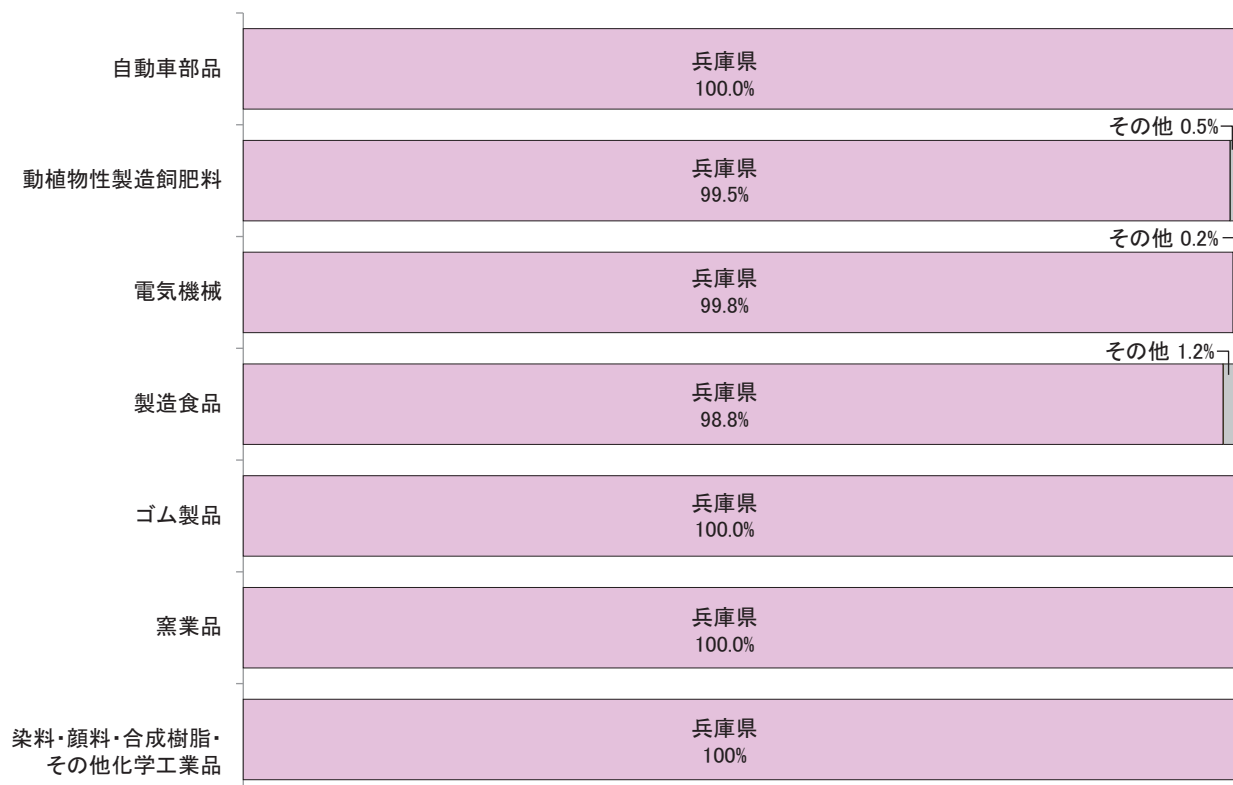 自動車部品
兵庫県
100.0%
その他 0.5%
動植物性製造飼肥料
兵庫県
99.5%
その他 0.2%
電気機械
兵庫県
99.8%
その他 1.2%
製造食品
兵庫県
98.8%
ゴム製品
兵庫県
100.0%
窯業品
兵庫県
100.0%
染料・顔料・合成樹脂・
その他化学工業品
兵庫県
100%